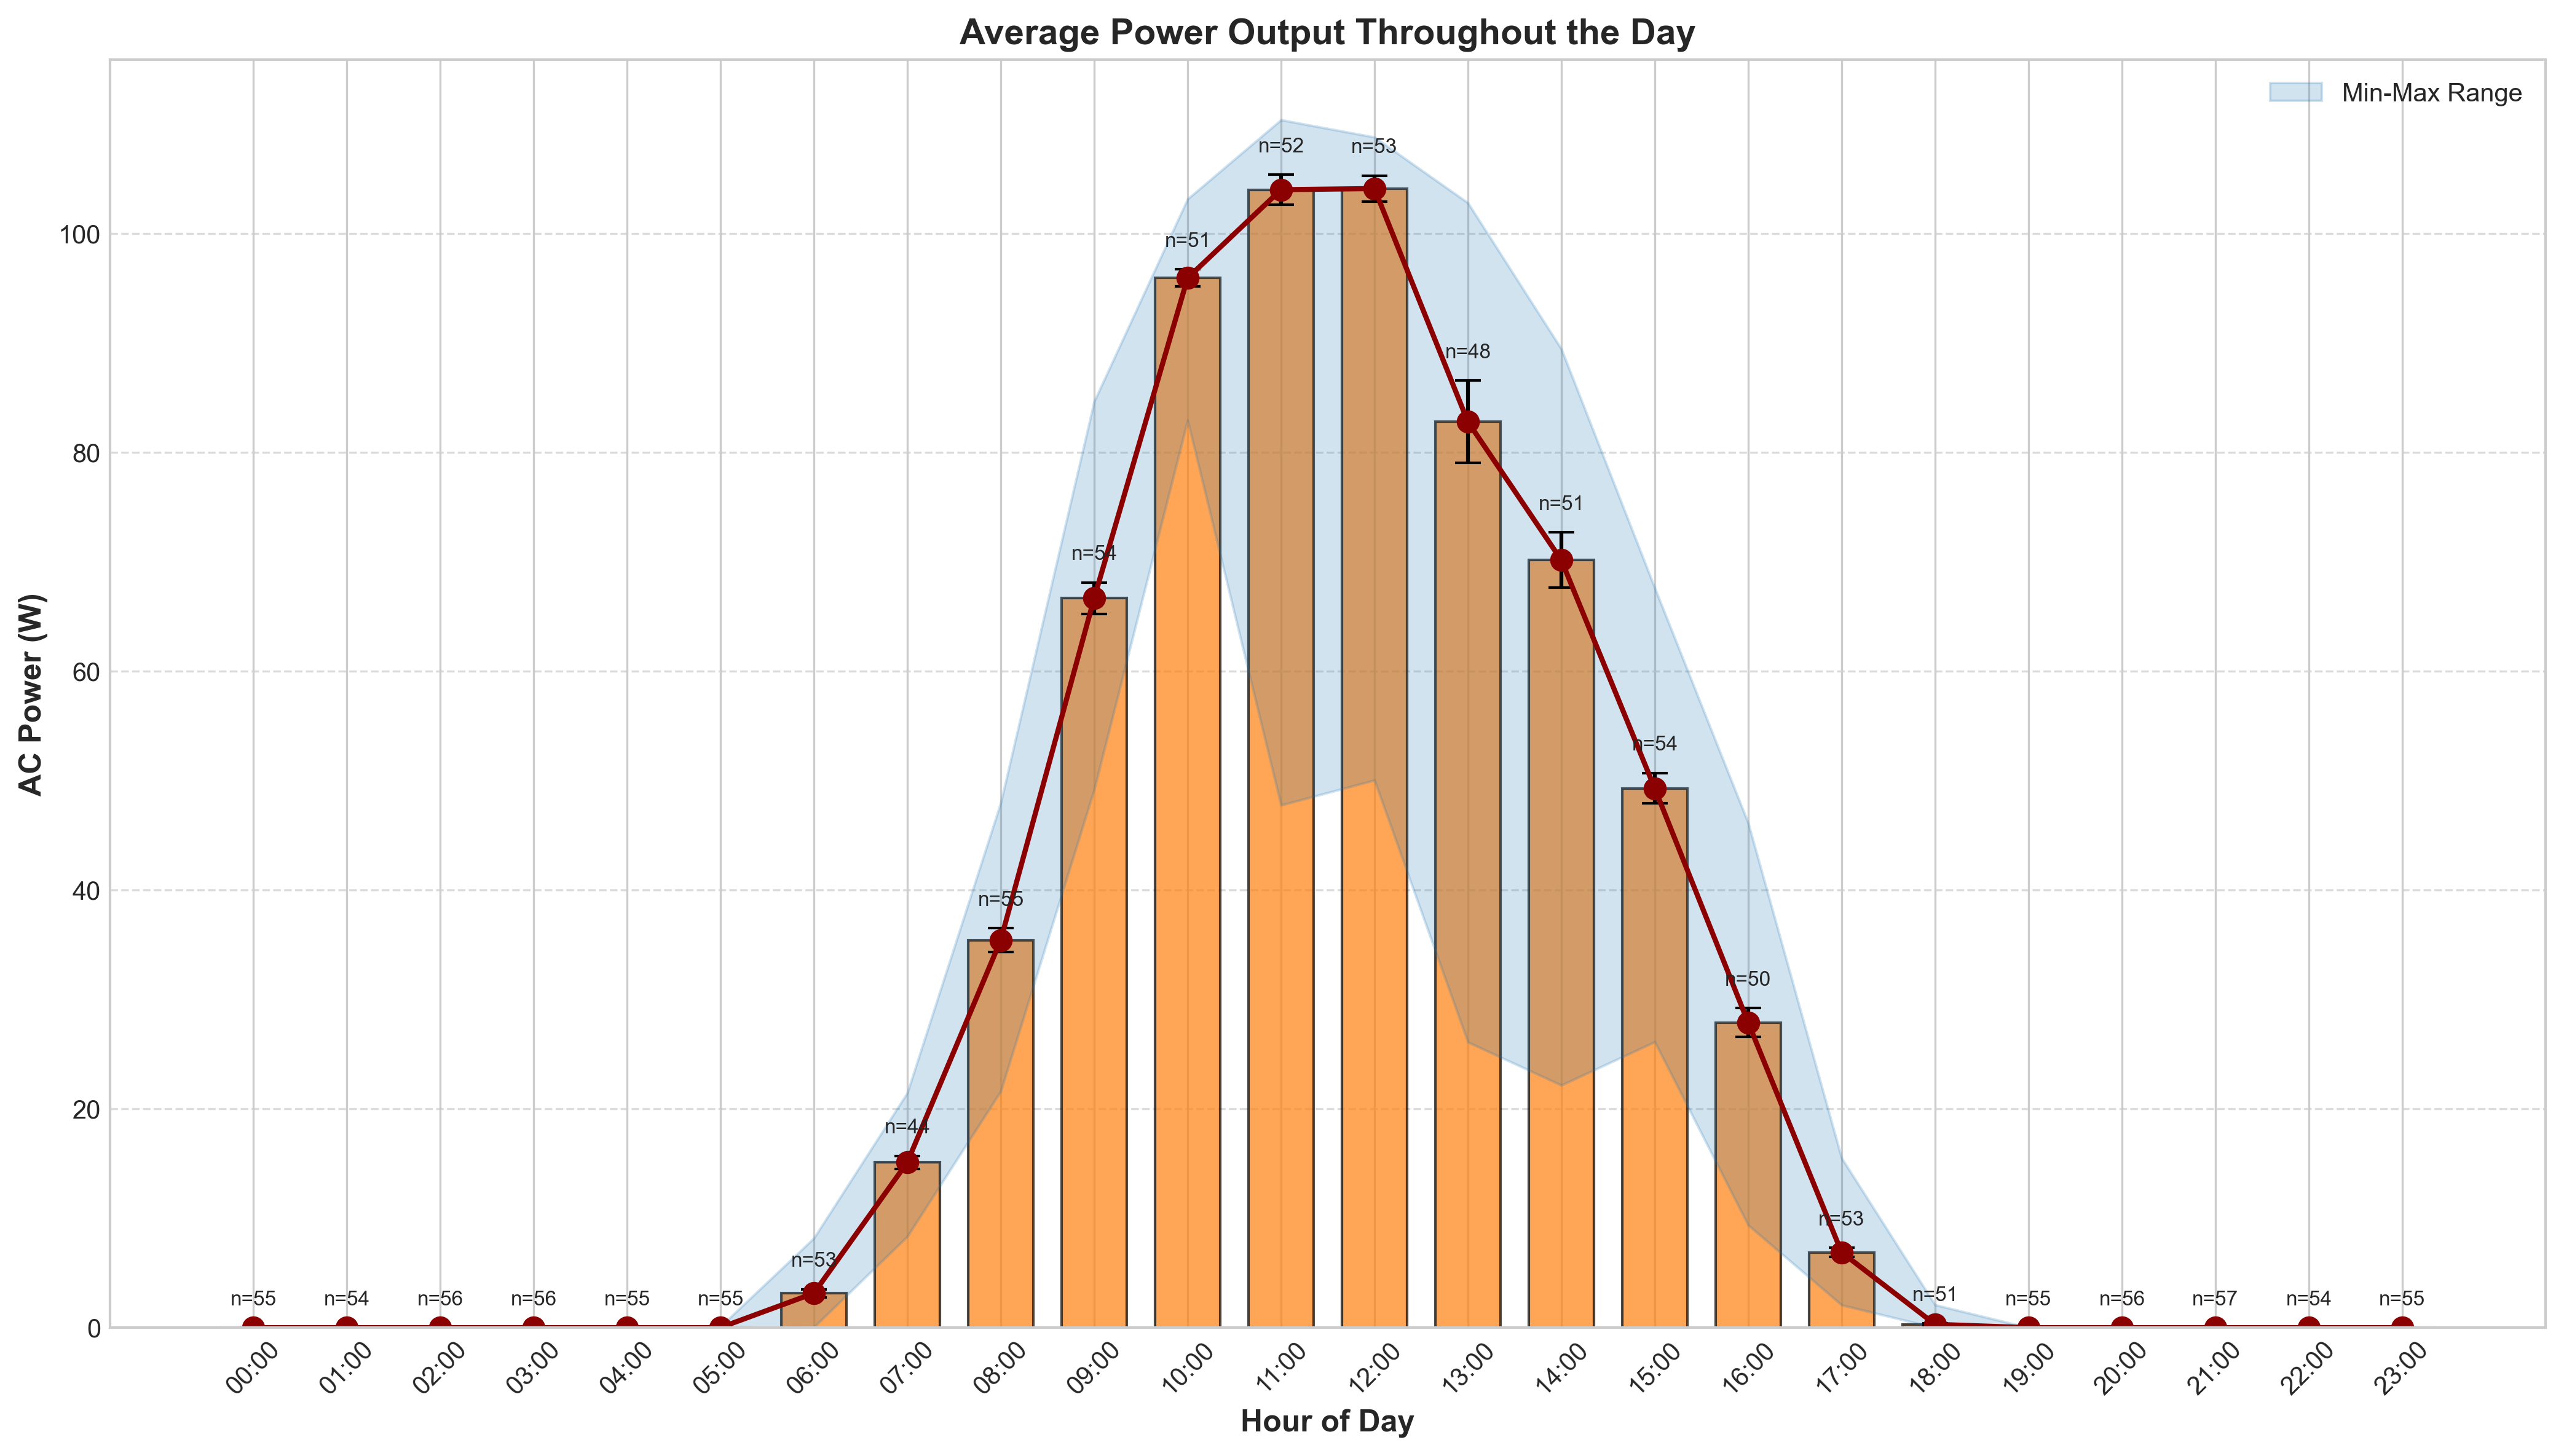 Average Power Output Throughout the Day
Min-Max Range
AC Power (W)
100
80
60
40
20
0
n=55
n=54
n=56
n=56
n=55
n=55
n=53
n=44
n=55
n=54
n=51
n=52
n=53
n=48
n=51
n=54
n=50
n=53
n=51
n=55
n=56
n=57
n=54
n=55
00:00
01:00
02:00
03:00
04:00
05:00
06:00
07:00
08:00
09:00
10:00
11:00
12:00
13:00
14:00
15:00
16:00
17:00
18:00
19:00
20:00
21:00
22:00
23:00
Hour of Day